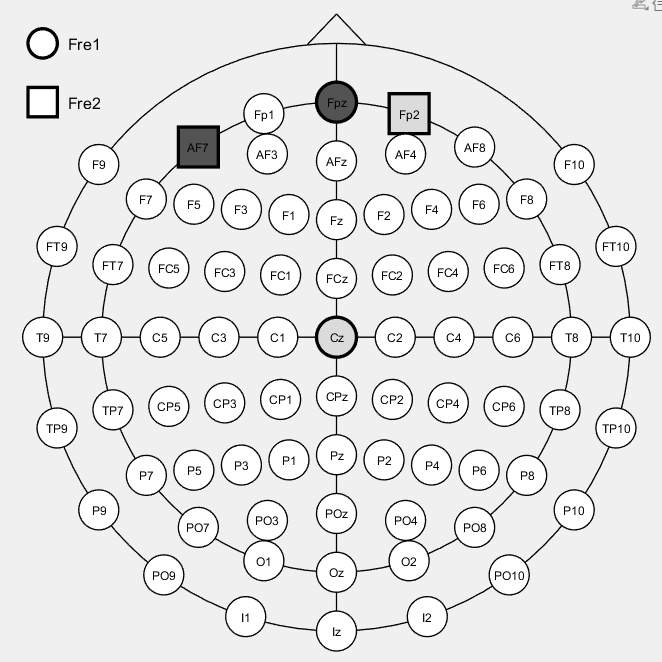 Fre1
Fre2
Fpz
Fp1 Fp2
AF7 AF3 AFz AF4 AF8
F9 F10
F7 F5 F3 F1 Fz F2 F4 F6 F8
FT9 FT10
FT7 FC5 FC3 FC1 FCz FC2 FC4 FC6 FT8
T9 T7 C5 C3 C1 Cz C2 C4 C6 T8 T10
TP7 CP5 CP3 CP1 CPz CP2 CP4 CP6 TP8
TP9 TP10
P7 P5 P3 P1 Pz P2 P4 P6 P8
P9 P10
PO7 PO3 POz PO4 PO8
O1 Oz O2
PO9 PO10
I1 Iz I2